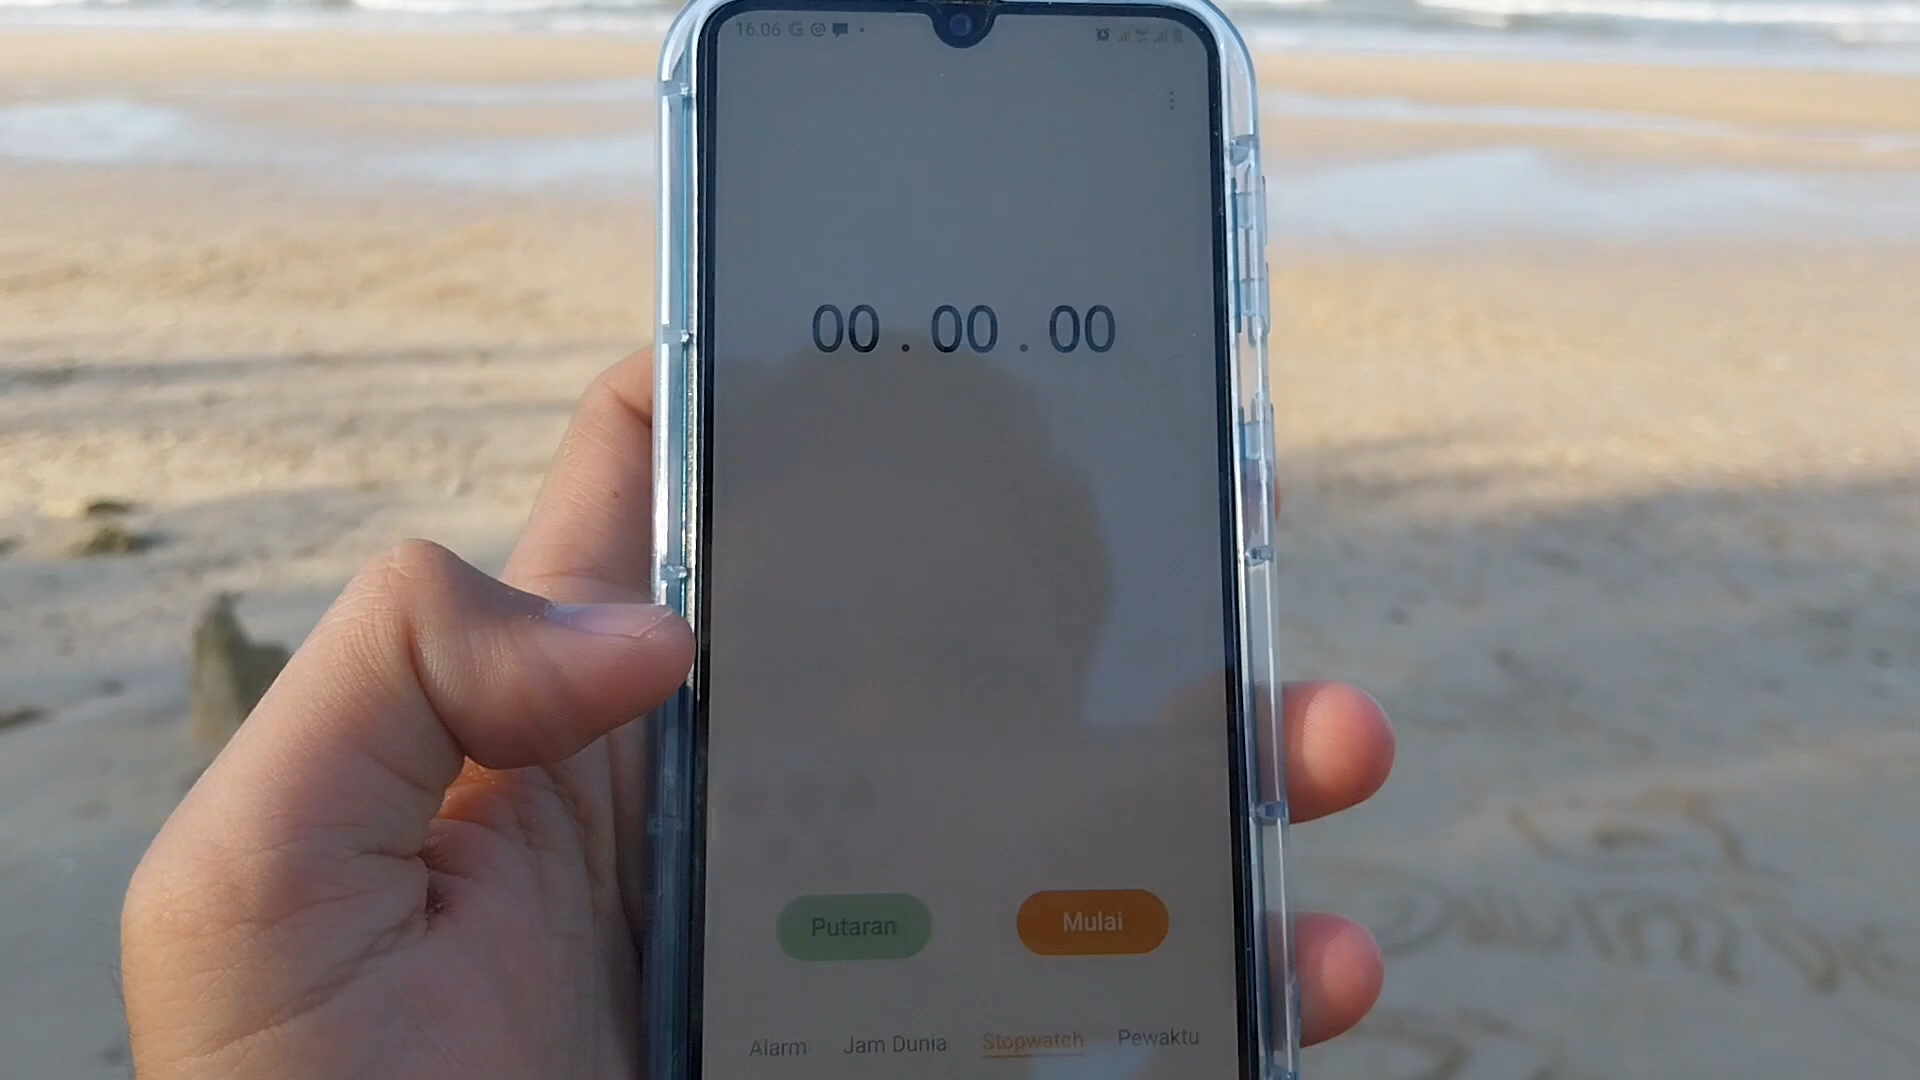 16.06
00 . 00 . 00
Putaran Mulai
Alarm Jam Dunia Stopwatch Pewaktu